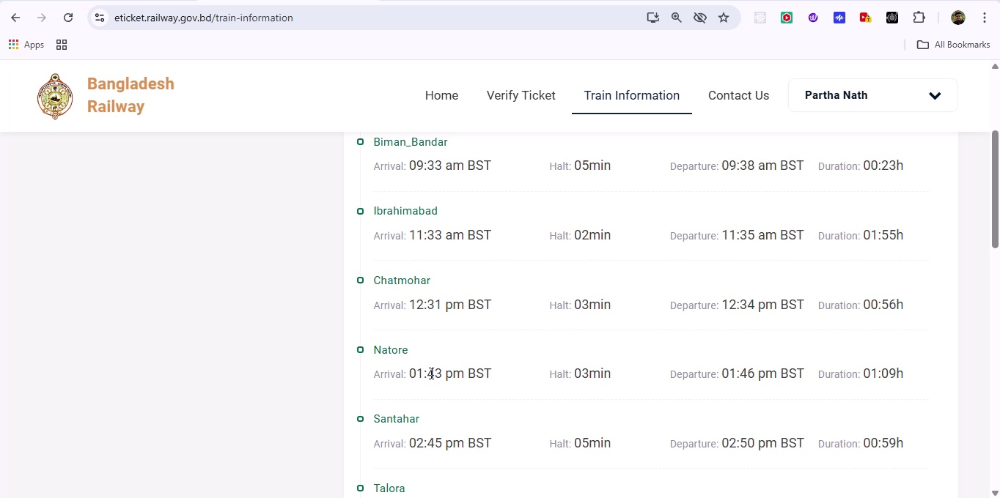 eticket.railway.gov.bd/train-information
Apps
All Bookmarks
Bangladesh
Railway
Home
Verify Ticket
Train Information
Contact Us
Partha Nath
Biman_Bandar
Arrival: 09:33 am BST Halt: 05min Departure: 09:38 am BST Duration: 00:23h
Ibrahimabad
Arrival: 11:33 am BST Halt: 02min Departure: 11:35 am BST Duration: 01:55h
Chatmohar
Arrival: 12:31 pm BST Halt: 03min Departure: 12:34 pm BST Duration: 00:56h
Natore
Arrival: 01:43 pm BST Halt: 03min Departure: 01:46 pm BST Duration: 01:09h
Santahar
Arrival: 02:45 pm BST Halt: 05min Departure: 02:50 pm BST Duration: 00:59h
Talora